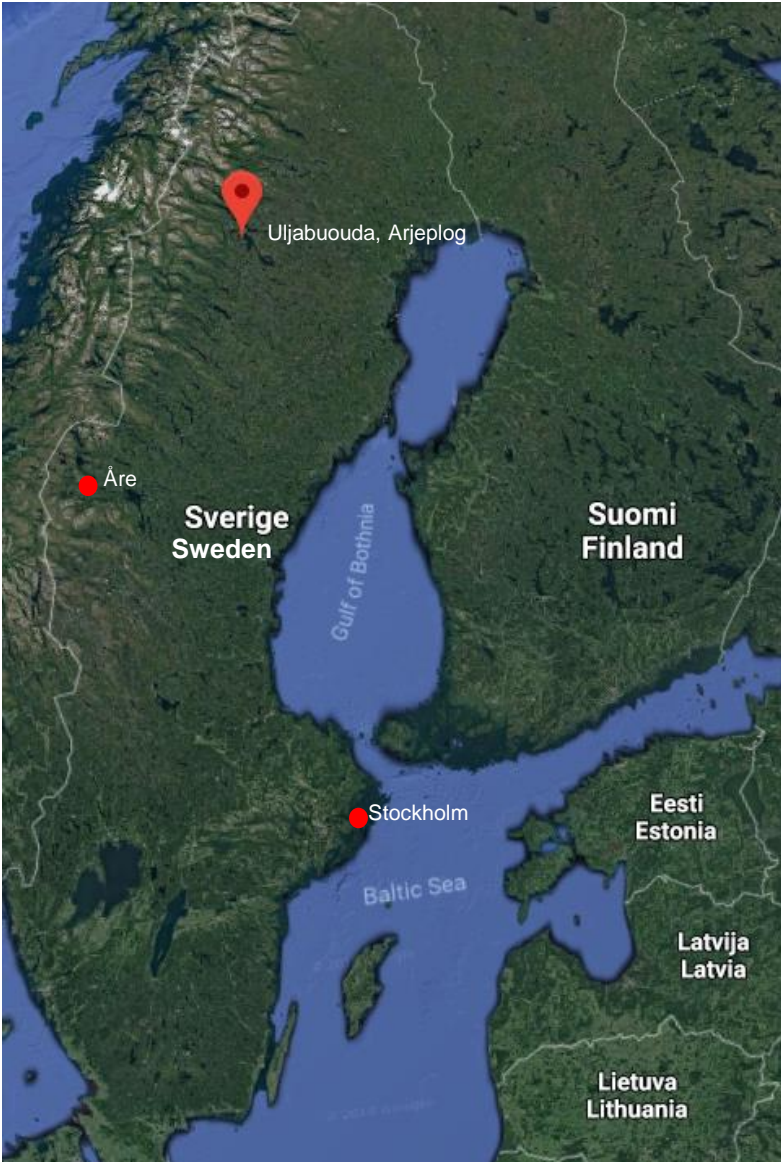 Uljabuouda, Arjeplog
Åre
Sverige
Sweden
Suomi
Finland
Gulf of Bothnia
Stockholm
Eesti
Estonia
Baltic Sea
Latvija
Latvia
Lietuva
Lithuania